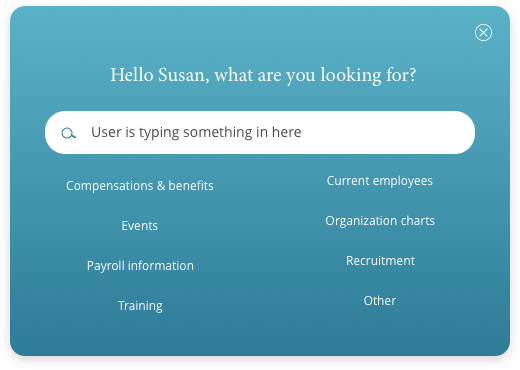 Hello Susan, what are you looking for?
User is typing something in here
Compensations & benefits
Events
Payroll information
Training
Current employees
Organization charts
Recruitment
Other